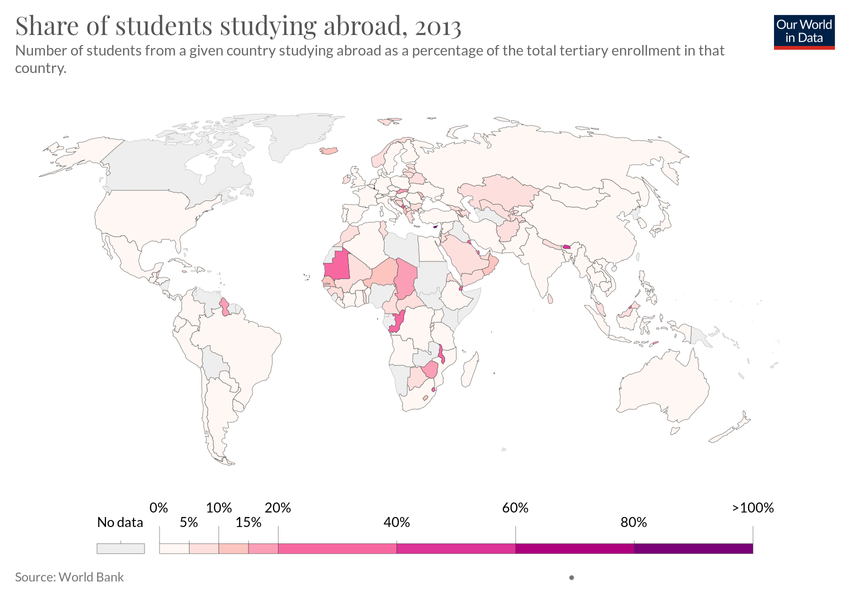 Share of students studying abroad, 2013
Our World
in Data
Number of students from a given country studying abroad as a percentage of the total tertiary enrollment in that
country.
0% 10% 20% 60% >100%
No data 5% 15% 40% 80%
Source: World Bank